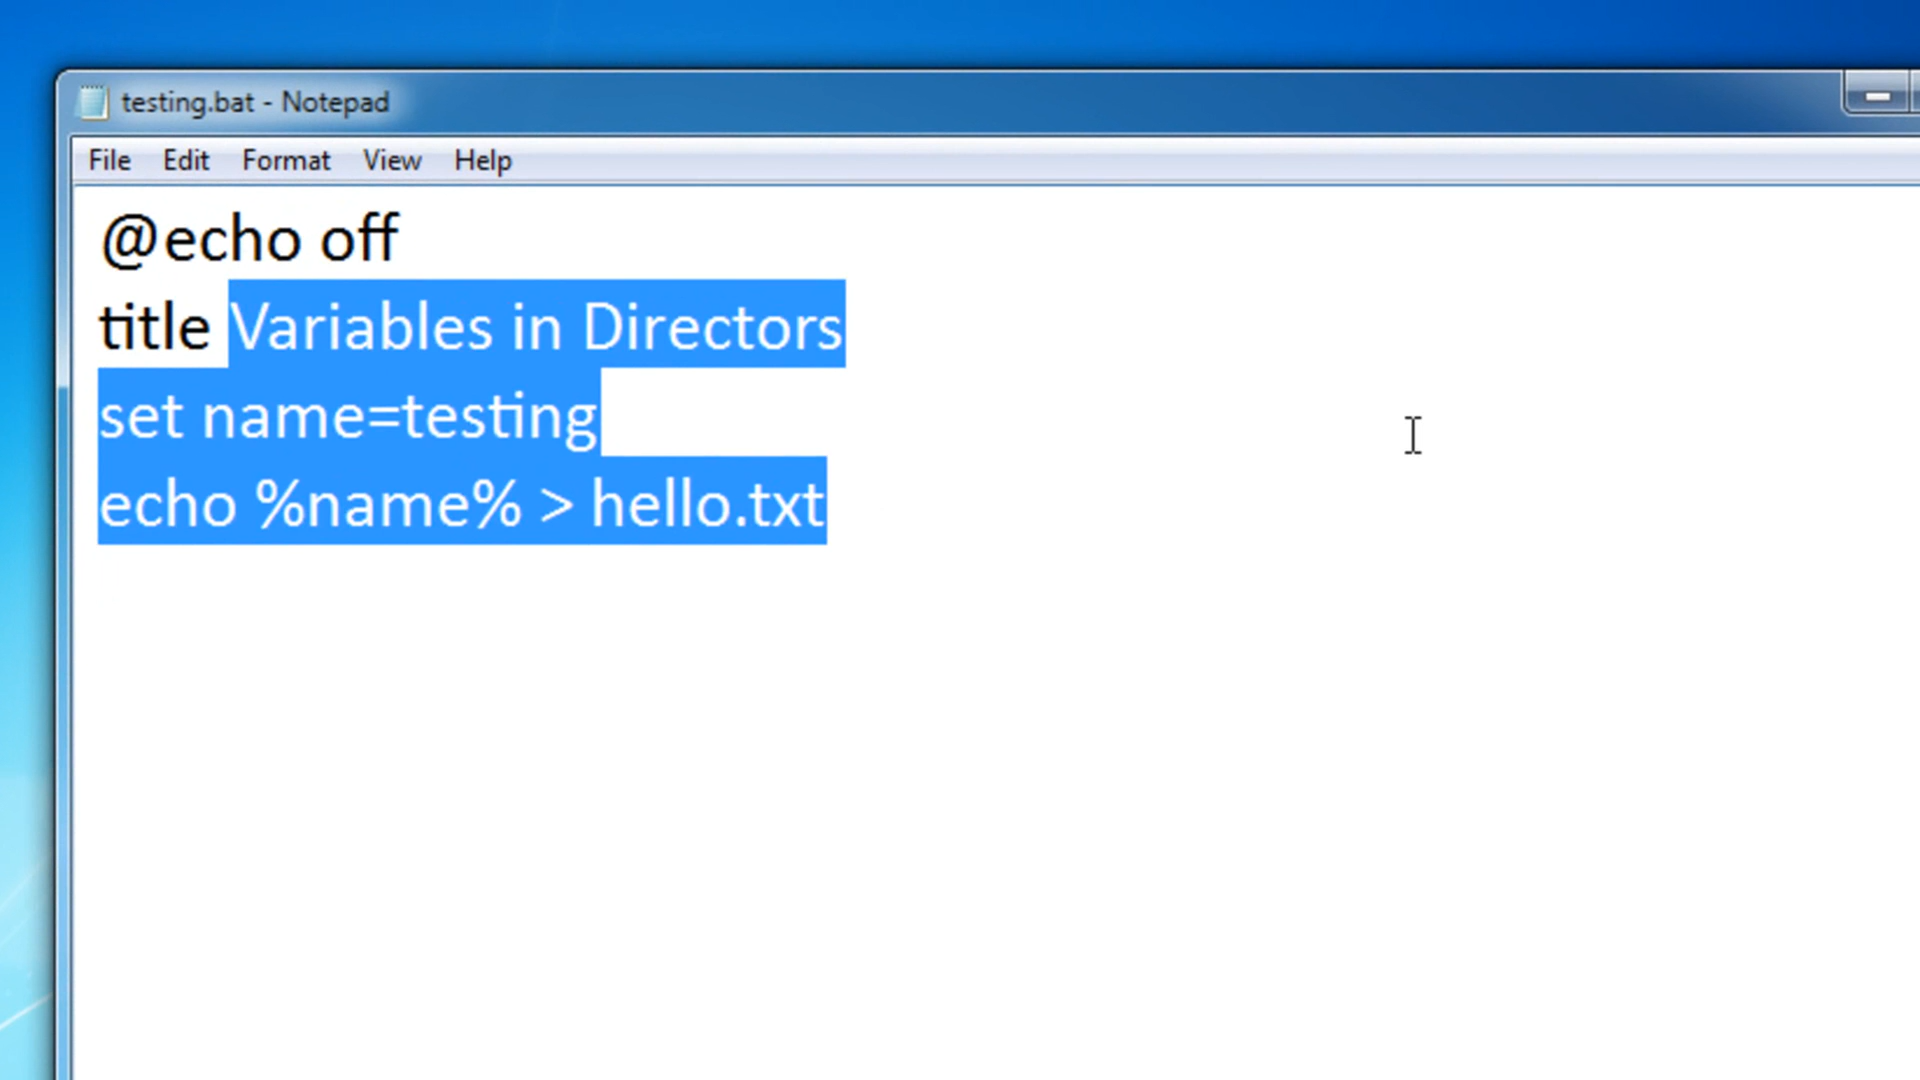 testing.bat - Notepad
File Edit Format View Help
@echo off
title Variables in Directors
set name=testing
echo %name% > hello.txt